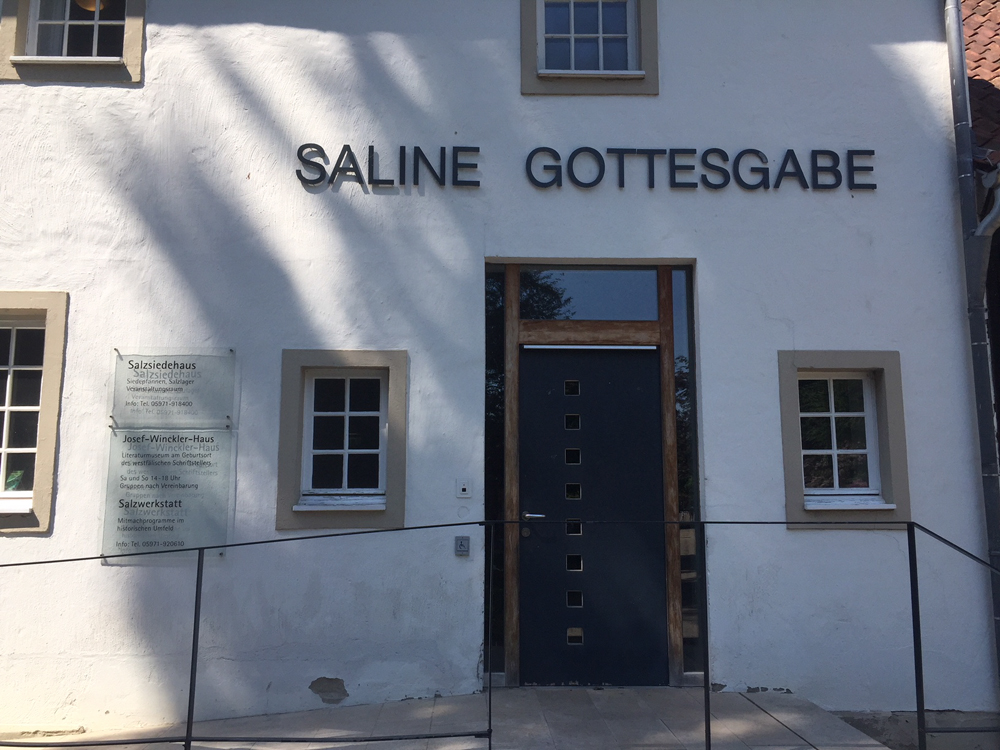 SALINE GOTTESGABE
Salzsiedehaus
Siedepfannen, Salzlager
Veranstaltungsraum
Info: Tel. 05971-918400
Josef-Winckler-Haus
Literaturmuseum am Geburtsort
des westfälischen Schriftstellers
Sa und So 14-18 Uhr
Gruppen nach Vereinbarung
Salzwerkstatt
Mitmachprogramme im
historischen Umfeld
Info: Tel. 05971-920610